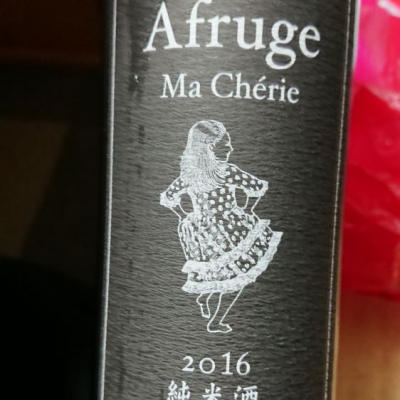 Afruge
Ma Chérie
2016
純米酒